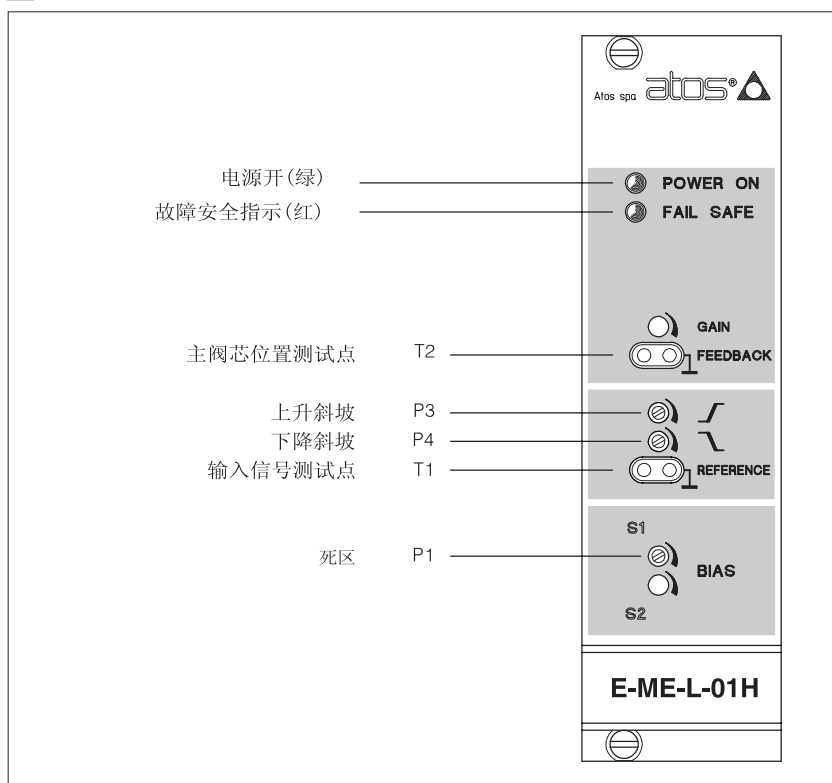 Atos spa atos®
电源开(绿) POWER ON
故障安全指示(红) FAIL SAFE
GAIN
主阀芯位置测试点 T2 FEEDBACK
上升斜坡 P3
下降斜坡 P4
输入信号测试点 T1 REFERENCE
S1
死区 P1 BIAS
S2
E-ME-L-01H